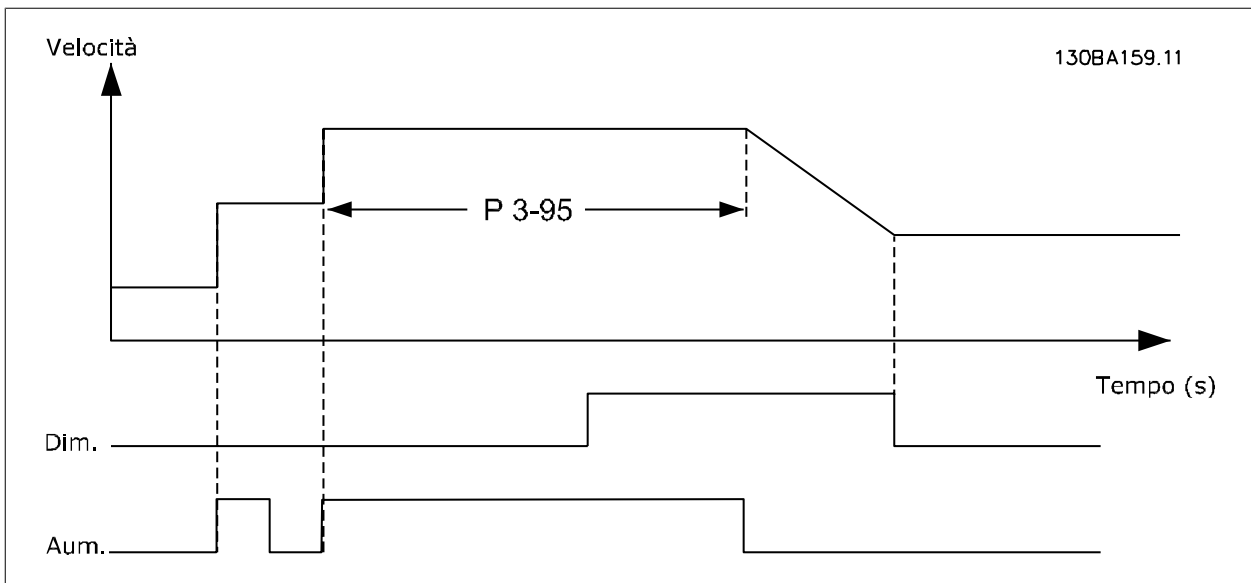 Velocità
130BA159.11
P 3-95
Tempo (s)
Dim.
Aum.